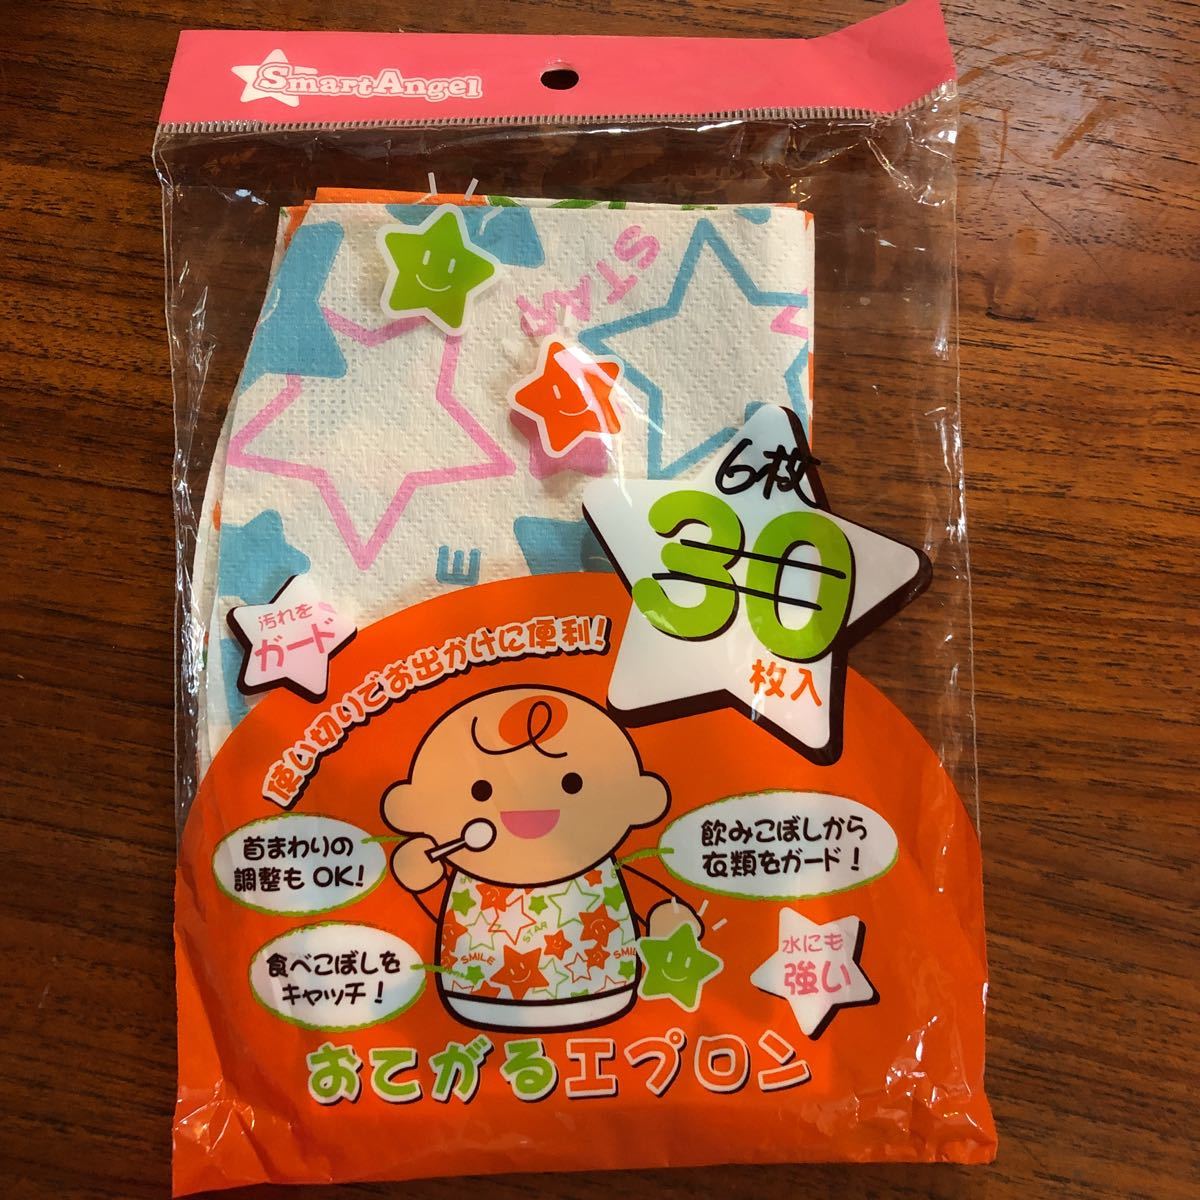 SmartAngel
STAR
E
6枚
30
枚入
汚れを
ガード
使い切りでお出かけに便利!
首まわりの
調整も OK!
飲みこぼしから
衣類をガード!
食べこぼしを
キャッチ!
STAR
SMILE
SMILE
水にも
強い
おてがるエプロン